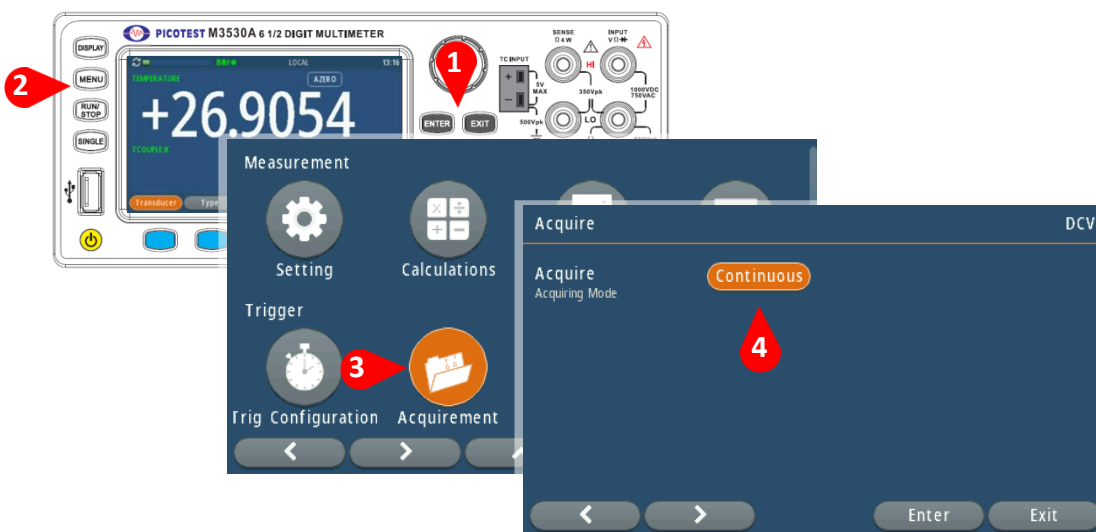 PICOTEST M3530A 6 1/2 DIGIT MULTIMETER
DISPLAY
MENU
RUN/
STOP
SINGLE
2
LOCAL
13:16
TEMPERATURE
AZERO
+26.9054
Transducer
Type
1
ENTER
EXIT
SENSE
Ω 4 W
INPUT
HI
TC INPUT
+
−
5V
MAX
350Vpk
1000VDC
750VAC
500Vpk
LO
Measurement
Setting
Calculations
Trigger
3
Trig Configuration
Acquirement
Acquire
DCV
Acquire
Continuous
Acquiring Mode
4
Enter
Exit